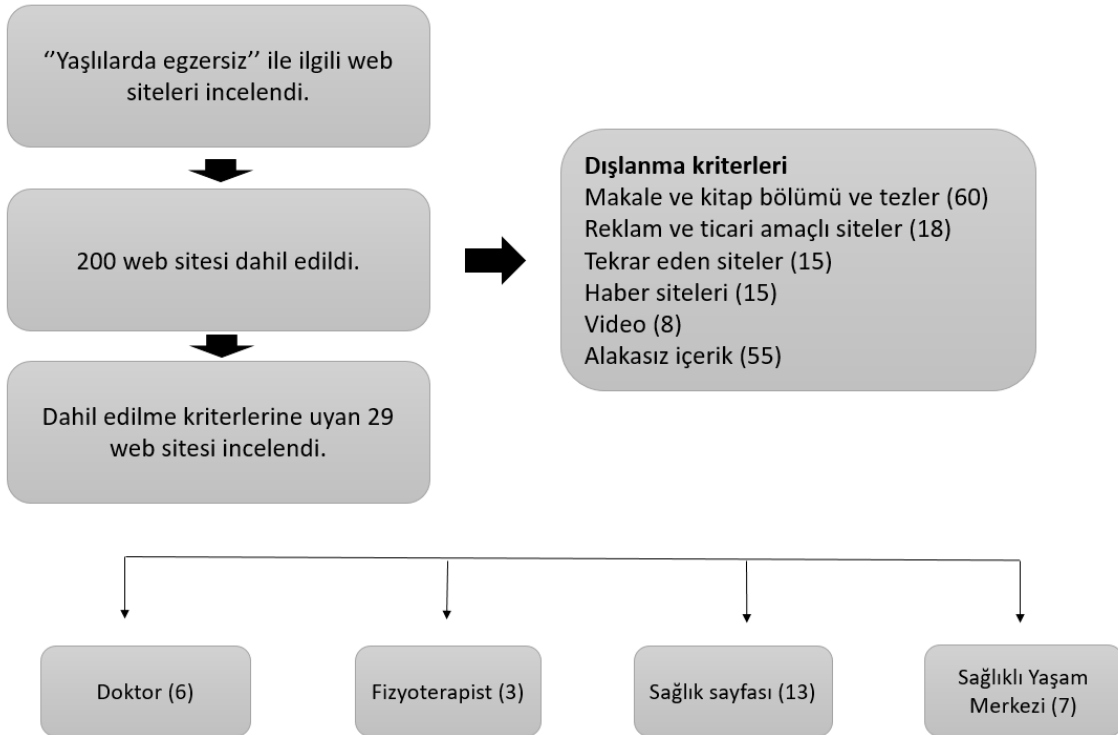 ‘’Yaşlılarda egzersiz’’ ile ilgili web
siteleri incelendi.
200 web sitesi dahil edildi.
Dışlanma kriterleri
Makale ve kitap bölümü ve tezler (60)
Reklam ve ticari amaçlı siteler (18)
Tekrar eden siteler (15)
Haber siteleri (15)
Video (8)
Alakasız içerik (55)
Dahil edilme kriterlerine uyan 29
web sitesi incelendi.
Doktor (6)
Fizyoterapist (3)
Sağlık sayfası (13)
Sağlıklı Yaşam
Merkezi (7)